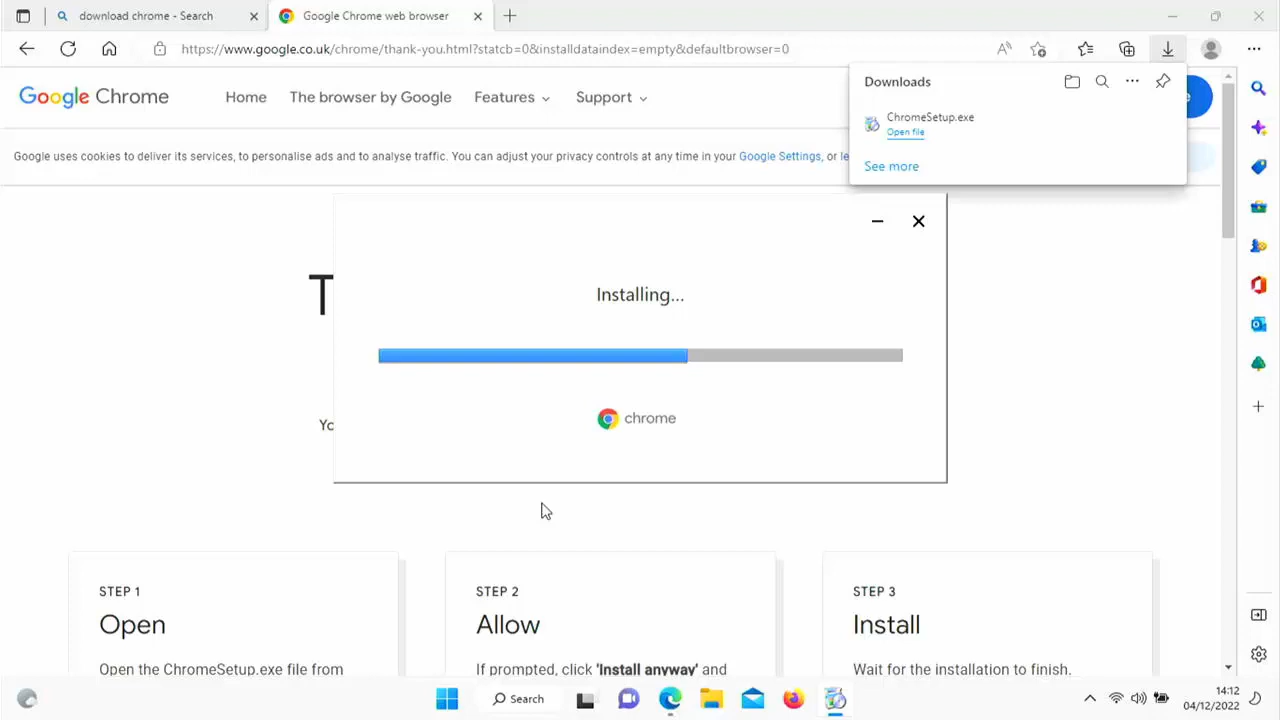 download chrome - Search
Google Chrome web browser
https://www.google.co.uk/chrome/thank-you.html?statcb=0&installdataindex=empty&defaultbrowser=0
Downloads
ChromeSetup.exe
Open file
See more
Google Chrome
Home
The browser by Google
Features
Support
e
Google uses cookies to deliver its services, to personalise ads and to analyse traffic. You can adjust your privacy controls at any time in your Google Settings, or le
T
Installing...
chrome
Yo
STEP 1
Open
Open the ChromeSetup.exe file from
STEP 2
Allow
If prompted, click 'Install anyway' and
STEP 3
Install
Wait for the installation to finish.
Search
14:12
04/12/2022